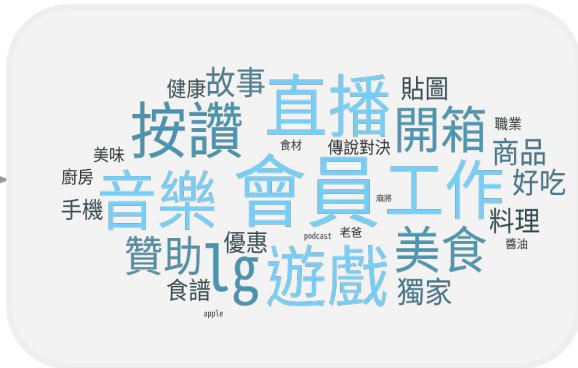 健康 故事 直播 貼圖
按讚 開箱 職業
美味 食材 傳說對決 商品
廚房 音樂 會員 工作 好吃
手機 庻將 料理
贊助 lg 優惠 podcast 老爸 美食 醬油
食譜 遊戲 獨家
apple